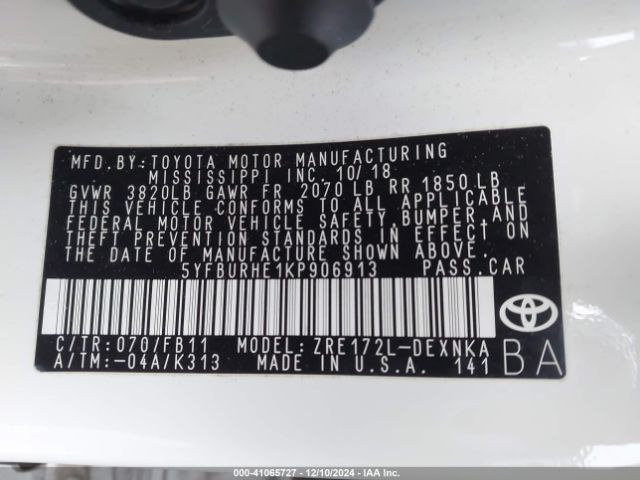 MFD.BY:TOYOTA MOTOR MANUFACTURING
MISSISSIPPI INC. 10/18
GVWR 3820LB GAWR FR 2070 LB RR 1850 LB
THIS VEHICLE CONFORMS TO ALL APPLICABLE
FEDERAL MOTOR VEHICLE SAFETY, BUMPER, AND
THEFT PREVENTION STANDARDS IN EFFECT ON
THE DATE OF MANUFACTURE SHOWN ABOVE.
5YFBURHE1KP906913 PASS.CAR
C/TR: 070/FB11 MODEL: ZRE172L-DEXNKA
A/TM:-04A/K313 MADE IN U.S.A. 141
BA
TOYOTA
00-41065727 - 12/10/2024 - IAA Inc.